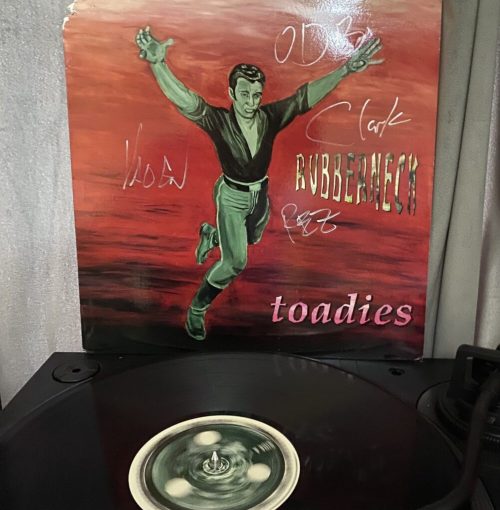 ODB
Clark
VADEN
RUBBERNECK
REZ
toadies